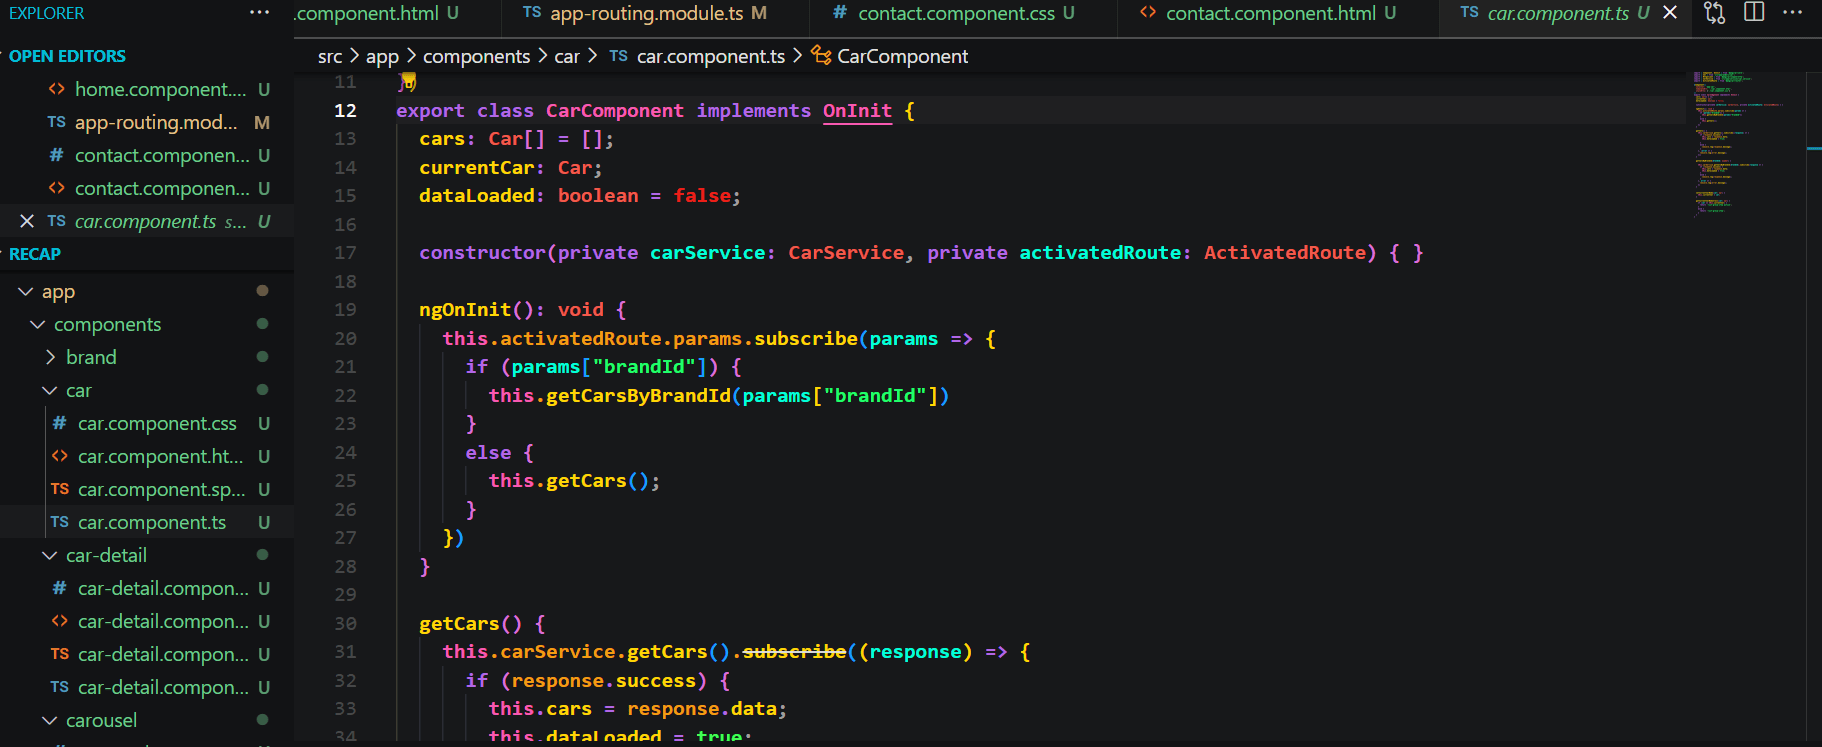 EXPLORER
OPEN EDITORS
home.component.... U
TS app-routing.mod... M
# contact.componen... U
contact.componen... U
TS car.component.ts s... U
RECAP
app
components
brand
car
# car.component.css U
car.component.ht... U
TS car.component.sp... U
TS car.component.ts U
car-detail
# car-detail.compon... U
car-detail.compon... U
TS car-detail.compon... U
TS car-detail.compon... U
carousel
.component.html U
TS app-routing.module.ts M
# contact.component.css U
contact.component.html U
TS car.component.ts U
src > app > components > car > TS car.component.ts > CarComponent
11 })
12 export class CarComponent implements OnInit {
13 cars: Car[] = [];
14 currentCar: Car;
15 dataLoaded: boolean = false;
16
17 constructor(private carService: CarService, private activatedRoute: ActivatedRoute) { }
18
19 ngOnInit(): void {
20 this.activatedRoute.params.subscribe(params => {
21 if (params["brandId"]) {
22 this.getCarsByBrandId(params["brandId"])
23 }
24 else {
25 this.getCars();
26 }
27 })
28 }
29
30 getCars() {
31 this.carService.getCars().subscribe((response) => {
32 if (response.success) {
33 this.cars = response.data;
34 this.dataLoaded = true;